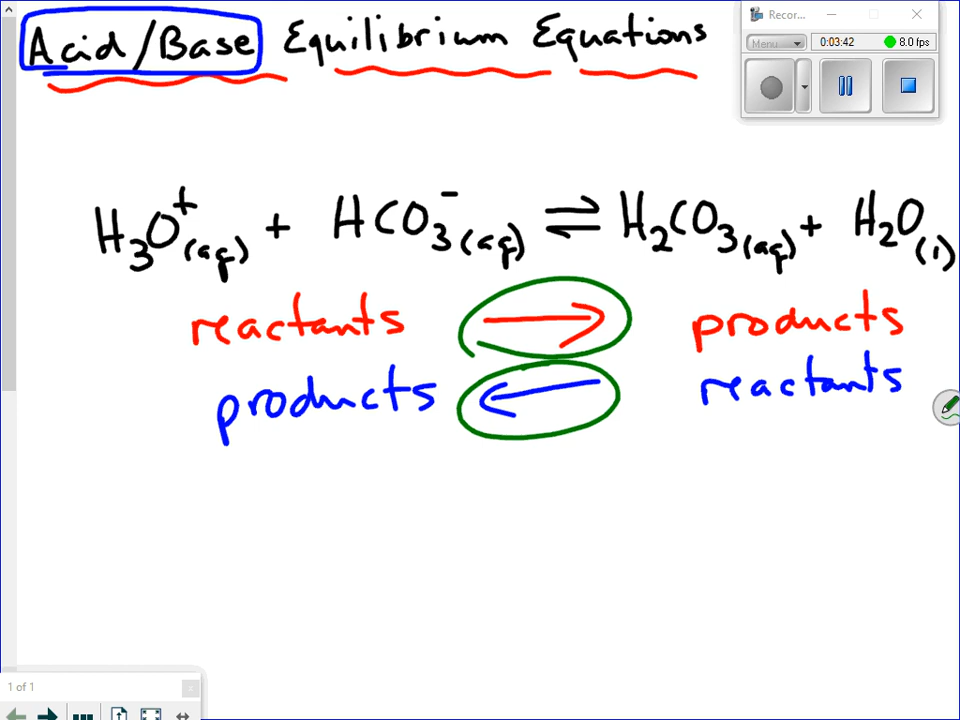 Acid/Base Equilibrium Equations
Recor...
Menu
0:03:42
8.0 fps
H₃O⁺(aq) + HCO₃⁻(aq) ⇌ H₂CO₃(aq) + H₂O(l)
reactants → products
products ← reactants
1 of 1
x